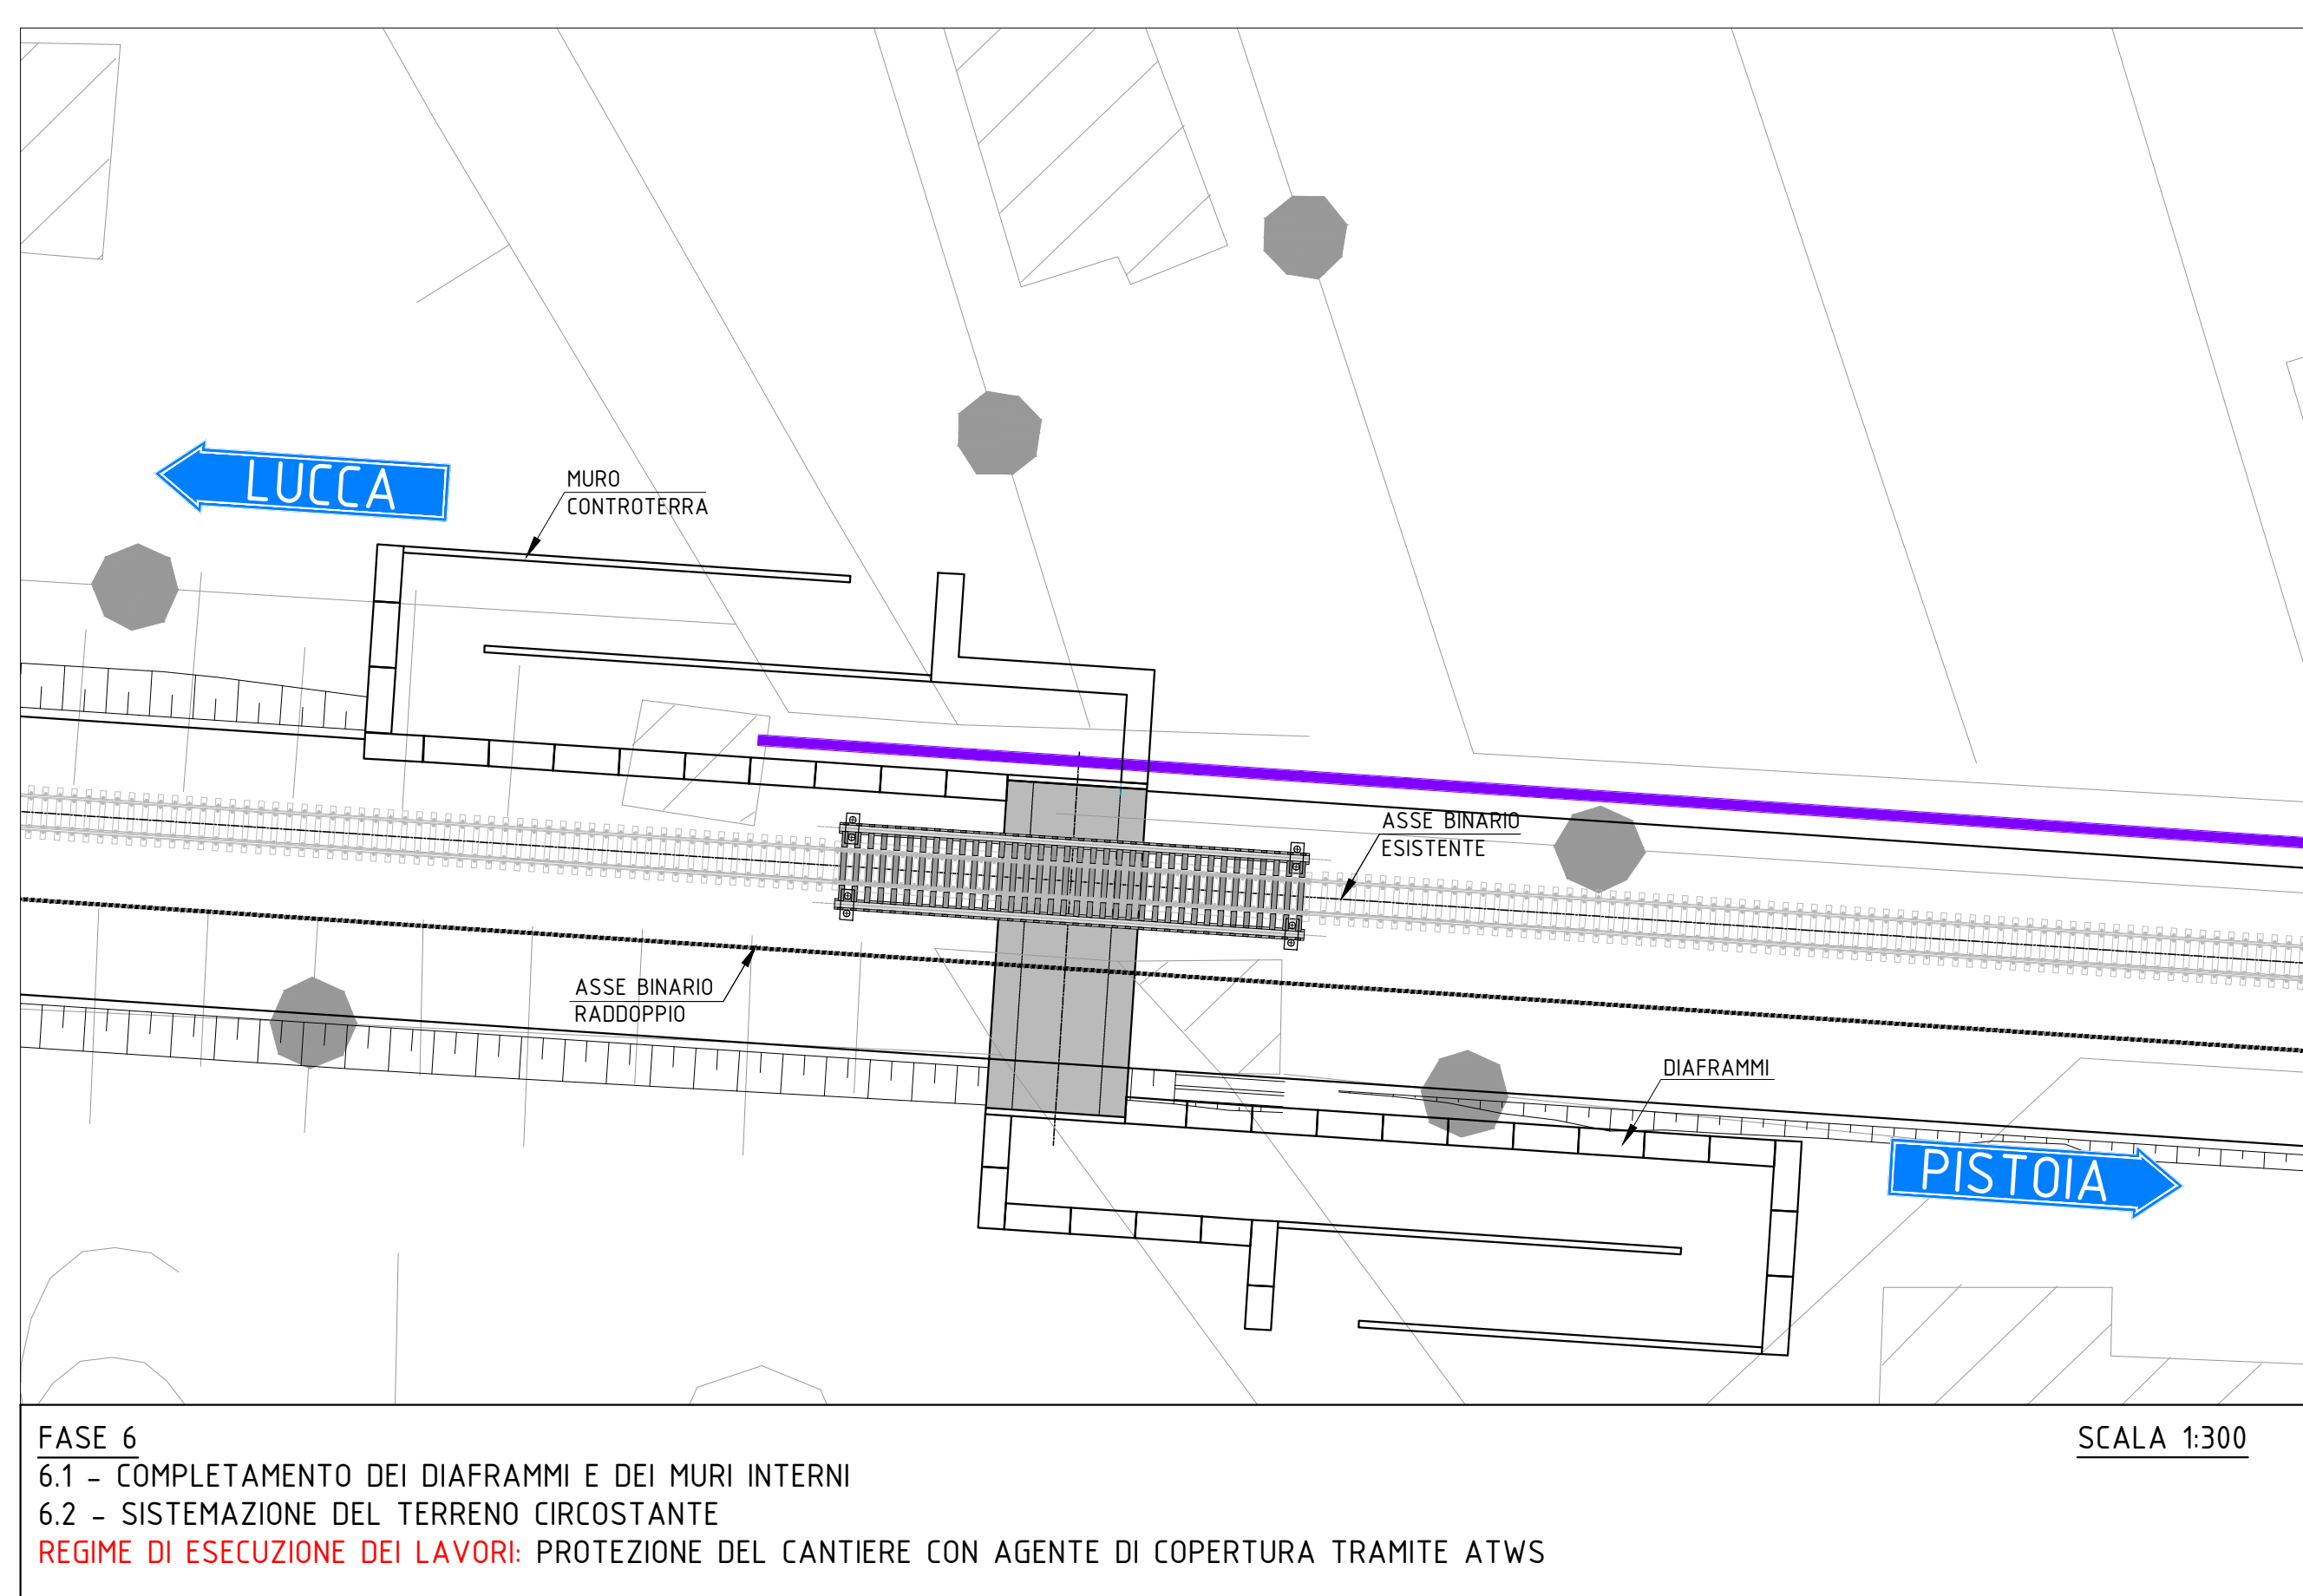 LUCCA
MURO
CONTROTERRA
ASSE BINARIO
ESISTENTE
ASSE BINARIO
RADDOPPIO
DIAFRAMMI
PISTOIA
FASE 6
SCALA 1:300
6.1 - COMPLETAMENTO DEI DIAFRAMMI E DEI MURI INTERNI
6.2 - SISTEMAZIONE DEL TERRENO CIRCOSTANTE
REGIME DI ESECUZIONE DEI LAVORI: PROTEZIONE DEL CANTIERE CON AGENTE DI COPERTURA TRAMITE ATWS